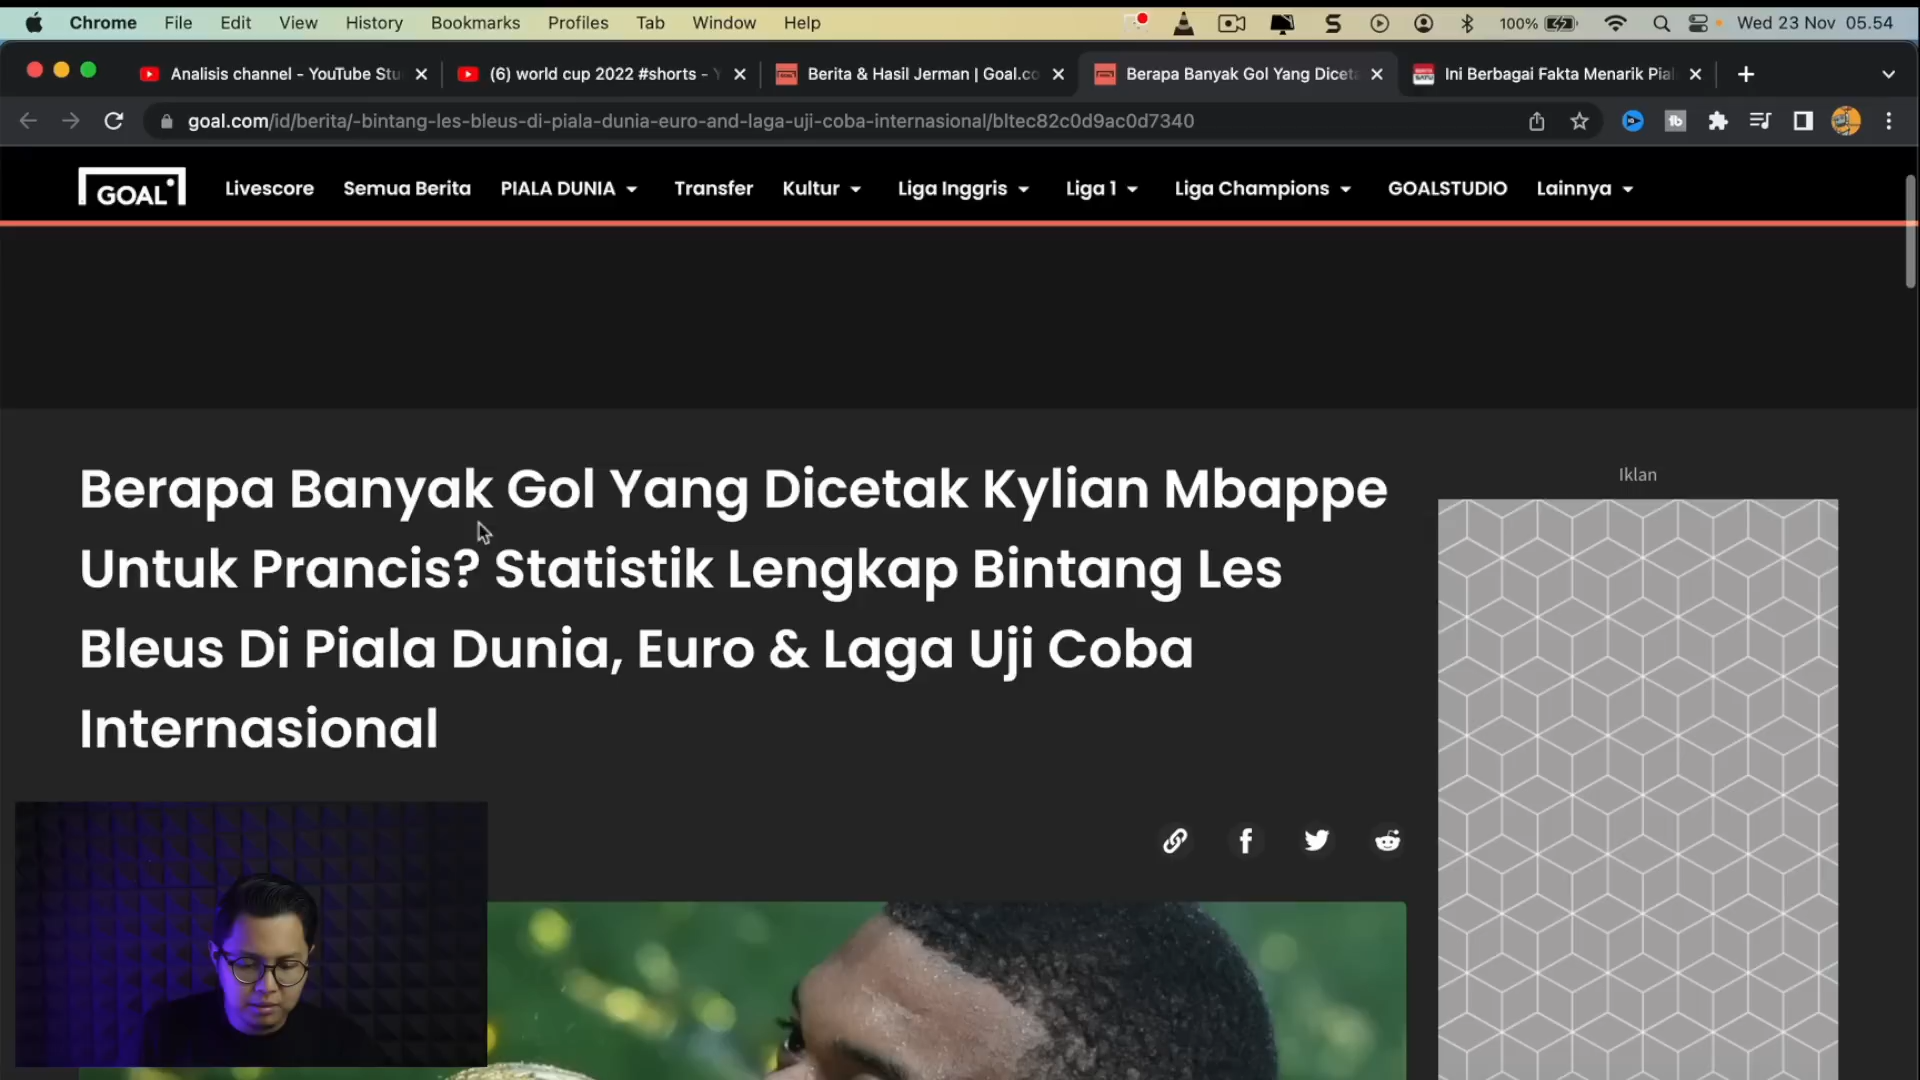 Chrome File Edit View History Bookmarks Profiles Tab Window Help 100% Wed 23 Nov 05.54
Analisis channel - YouTube Stu (6) world cup 2022 #shorts - Y Berita & Hasil Jerman | Goal.co Berapa Banyak Gol Yang Diceta Ini Berbagai Fakta Menarik Pial
goal.com/id/berita/-bintang-les-bleus-di-piala-dunia-euro-and-laga-uji-coba-internasional/bltec82c0d9ac0d7340
GOAL Livescore Semua Berita PIALA DUNIA Transfer Kultur Liga Inggris Liga 1 Liga Champions GOALSTUDIO Lainnya
Berapa Banyak Gol Yang Dicetak Kylian Mbappe
Untuk Prancis? Statistik Lengkap Bintang Les
Bleus Di Piala Dunia, Euro & Laga Uji Coba
Internasional
Iklan